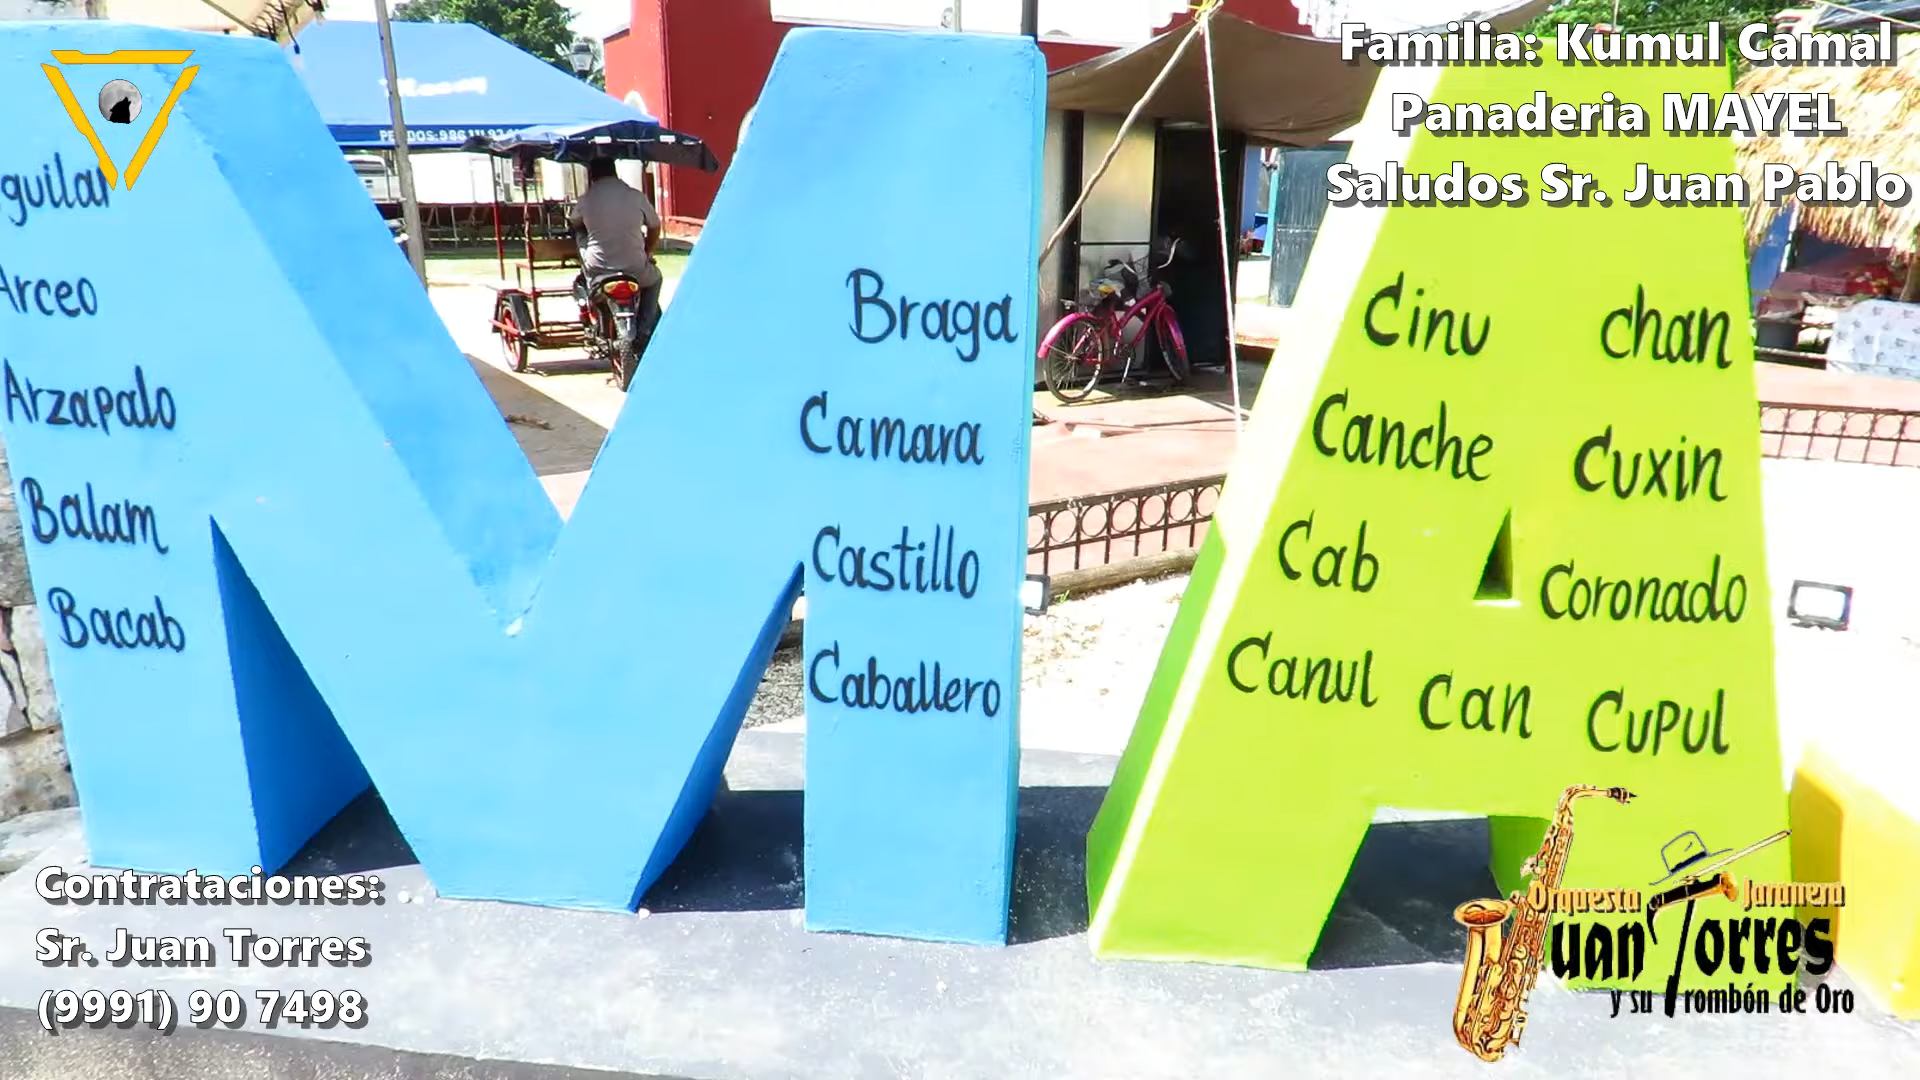 Familia: Kumul Camal
Panaderia MAYEL
Saludos Sr. Juan Pablo
guilar
Arceo
Arzapalo
Balam
Bacab
Braga
Camara
Castillo
Caballero
Cinu
chan
Canche
Cuxin
Cab
Coronado
Canul
Can
Cupul
Contrataciones:
Sr. Juan Torres
(9991) 90 7498
Orquesta Jaranera
Juan Torres
y su Trombón de Oro